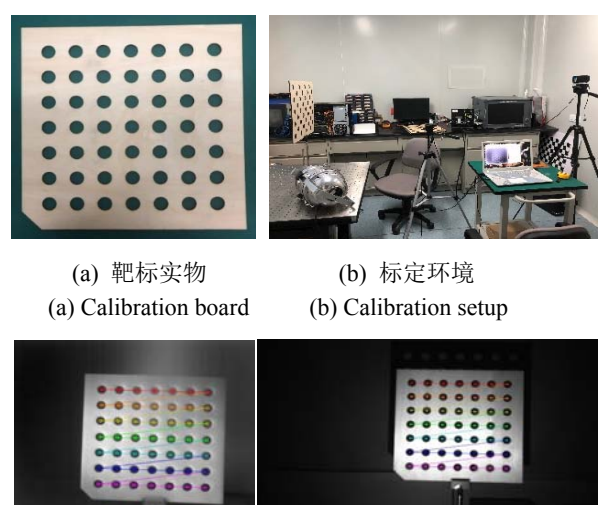 (a) 靶标实物
(b) 标定环境
(a) Calibration board
(b) Calibration setup